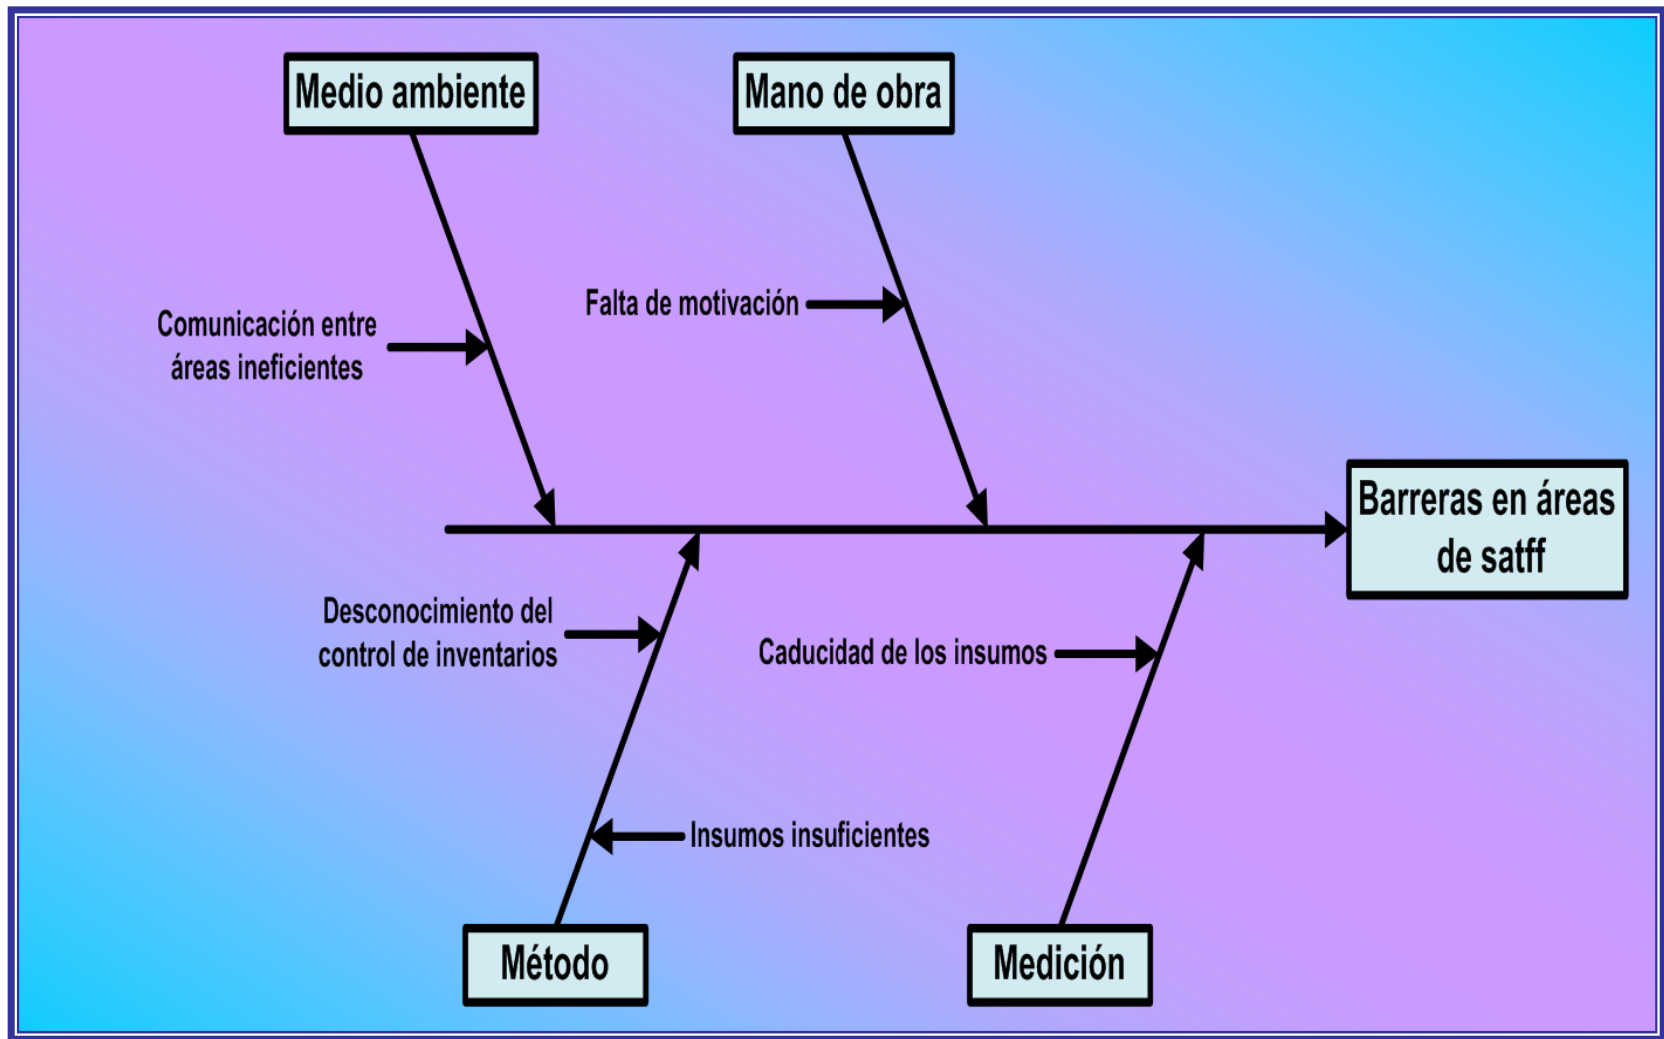 Medio ambiente
Mano de obra
Falta de motivación
Comunicación entre
áreas ineficientes
Barreras en áreas
de satff
Desconocimiento del
control de inventarios
Caducidad de los insumos
Insumos insuficientes
Método
Medición